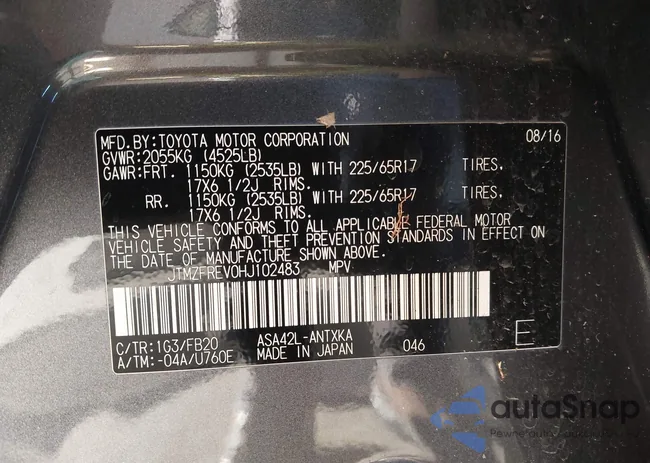 MFD.BY:TOYOTA MOTOR CORPORATION 08/16
GVWR:2055KG (4525LB)
GAWR:FRT. 1150KG (2535LB) WITH 225/65R17 TIRES,
17X6 1/2J RIMS.
RR. 1150KG (2535LB) WITH 225/65R17 TIRES,
17X6 1/2J RIMS.
THIS VEHICLE CONFORMS TO ALL APPLICABLE FEDERAL MOTOR
VEHICLE SAFETY AND THEFT PREVENTION STANDARDS IN EFFECT ON
THE DATE OF MANUFACTURE SHOWN ABOVE.
JTMZFREV0HJ102483 MPV
C/TR:1G3/FB20 ASA42L-ANTXKA
A/TM:-04A/U760E MADE IN JAPAN 046 E
autoSnap